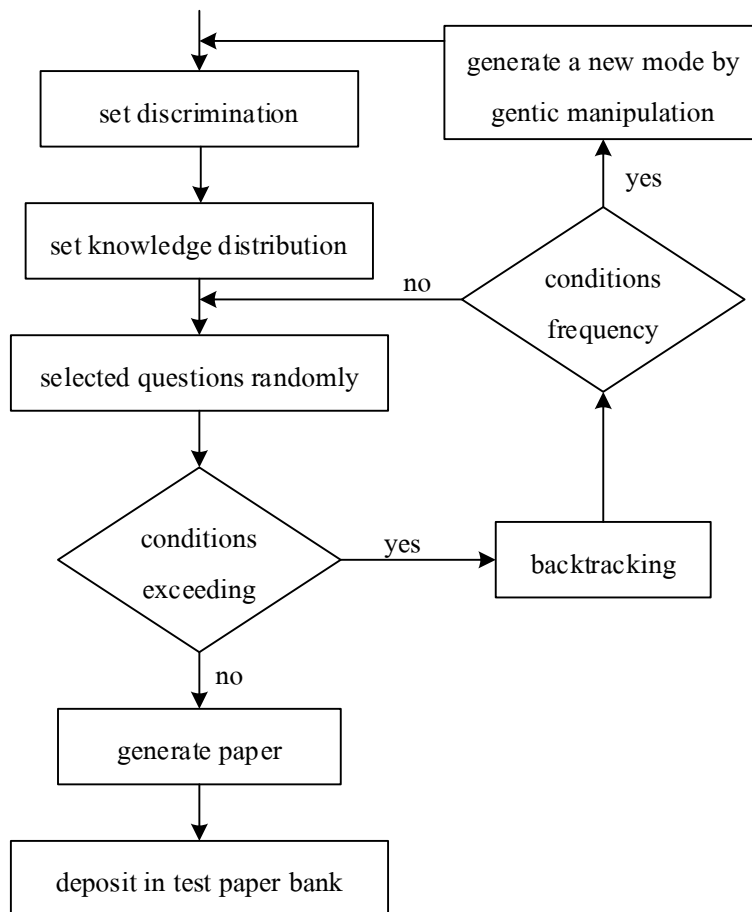 generate a new mode by
gentic manipulation
set discrimination
yes
set knowledge distribution
no
conditions
frequency
selected questions randomly
conditions
exceeding
yes
backtracking
no
generate paper
deposit in test paper bank